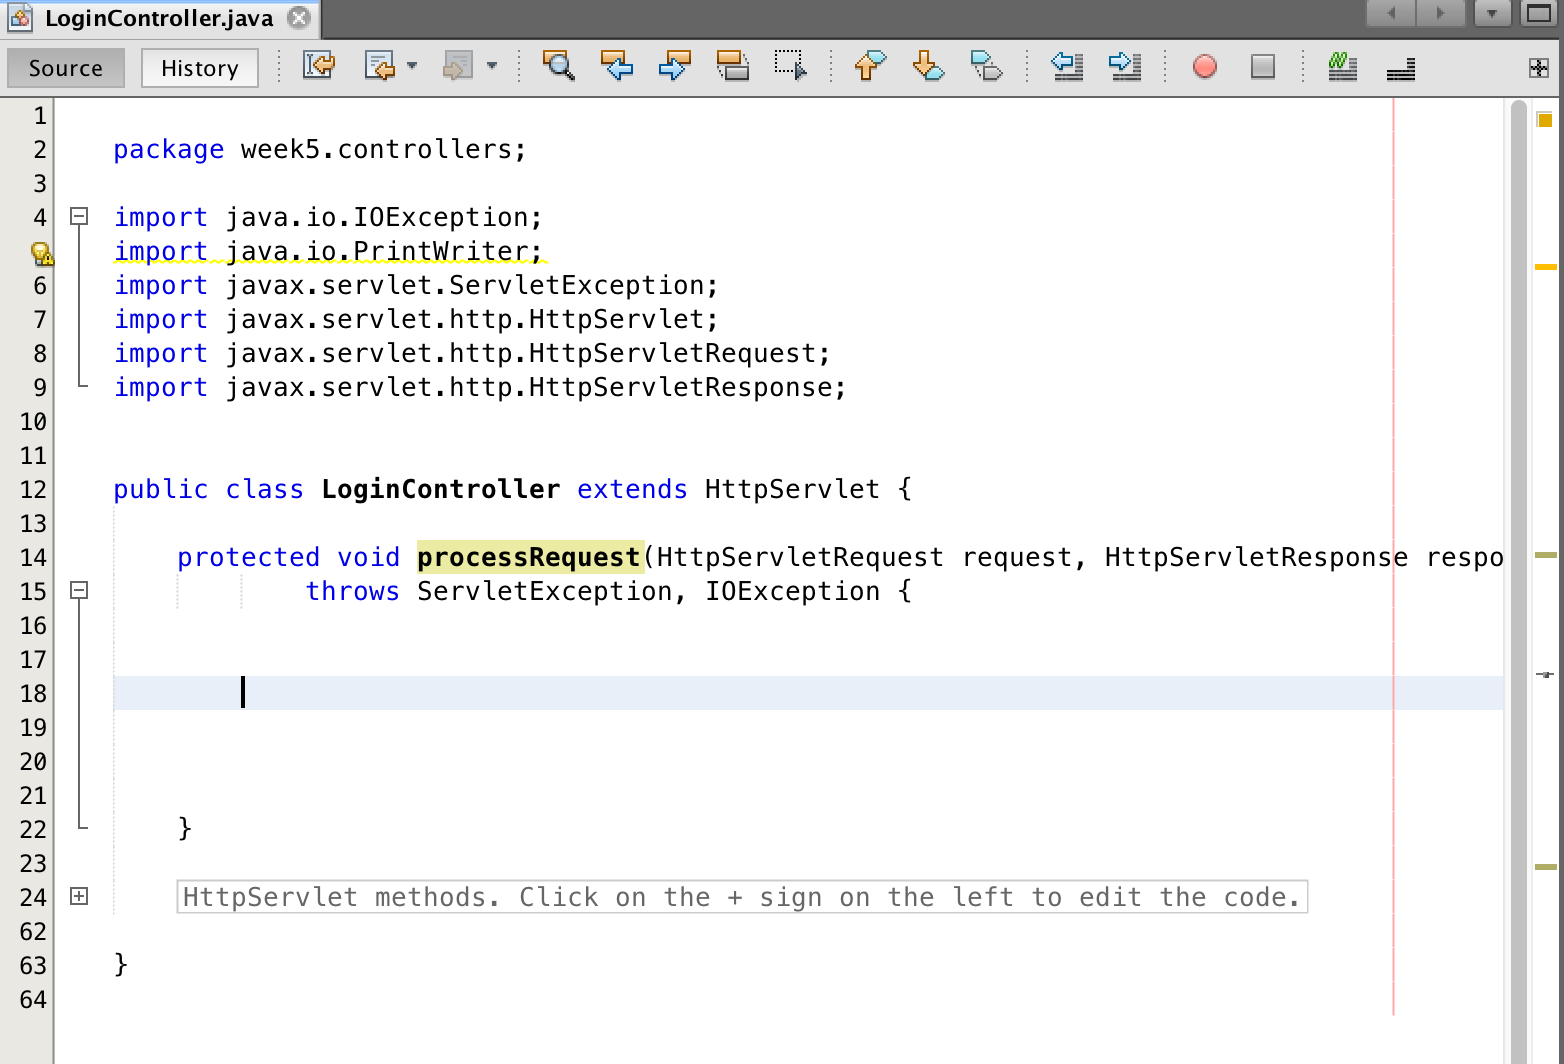 LoginController.java
Source History
1
2 package week5.controllers;
3
4 import java.io.IOException;
import java.io.PrintWriter;
6 import javax.servlet.ServletException;
7 import javax.servlet.http.HttpServlet;
8 import javax.servlet.http.HttpServletRequest;
9 import javax.servlet.http.HttpServletResponse;
10
11
12 public class LoginController extends HttpServlet {
13
14 protected void processRequest(HttpServletRequest request, HttpServletResponse respo
15 throws ServletException, IOException {
16
17
18
19
20
21
22 }
23
24 HttpServlet methods. Click on the + sign on the left to edit the code.
62
63 }
64